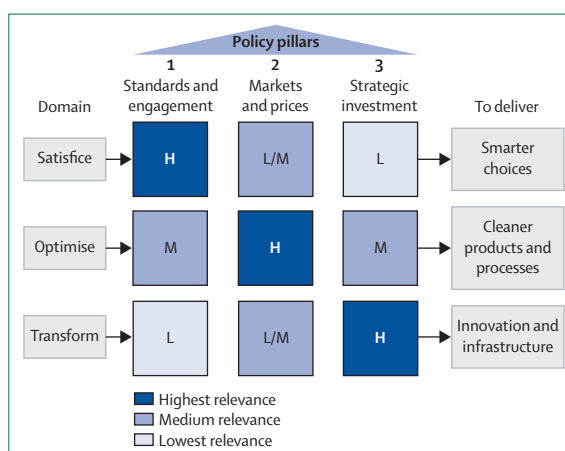 Policy pillars
1 2 3
Domain Standards and engagement Markets and prices Strategic investment To deliver
Satisfice H L/M L Smarter choices
Optimise M H M Cleaner products and processes
Transform L L/M H Innovation and infrastructure
Highest relevance
Medium relevance
Lowest relevance